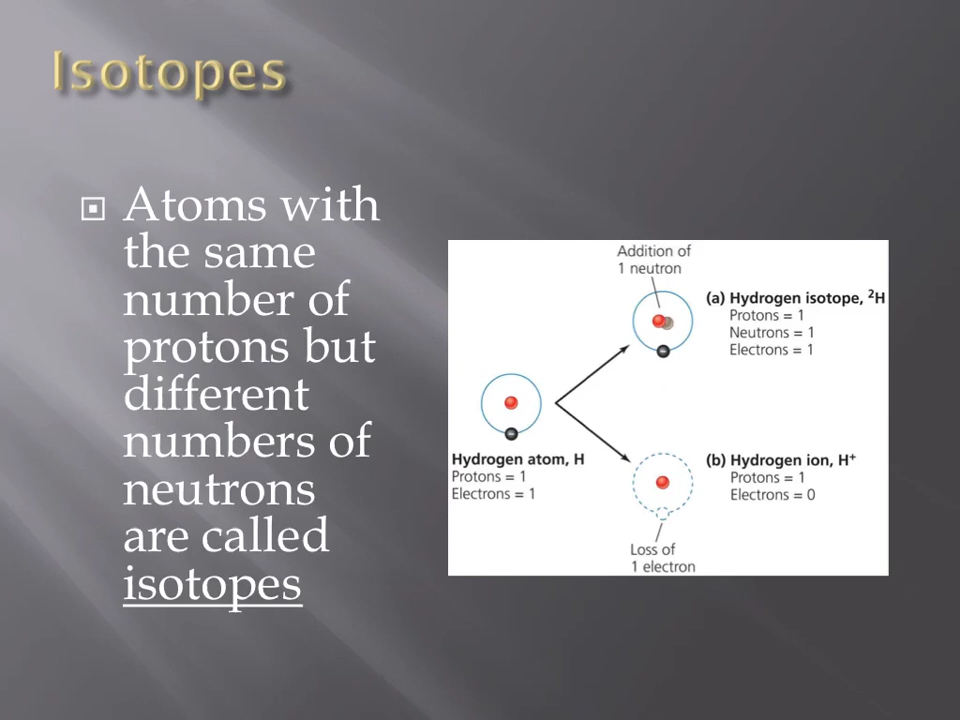 Isotopes
Atoms with
the same
number of
protons but
different
numbers of
neutrons
are called
isotopes
Addition of
1 neutron
(a) Hydrogen isotope, ²H
Protons = 1
Neutrons = 1
Electrons = 1
Hydrogen atom, H
Protons = 1
Electrons = 1
(b) Hydrogen ion, H⁺
Protons = 1
Electrons = 0
Loss of
1 electron